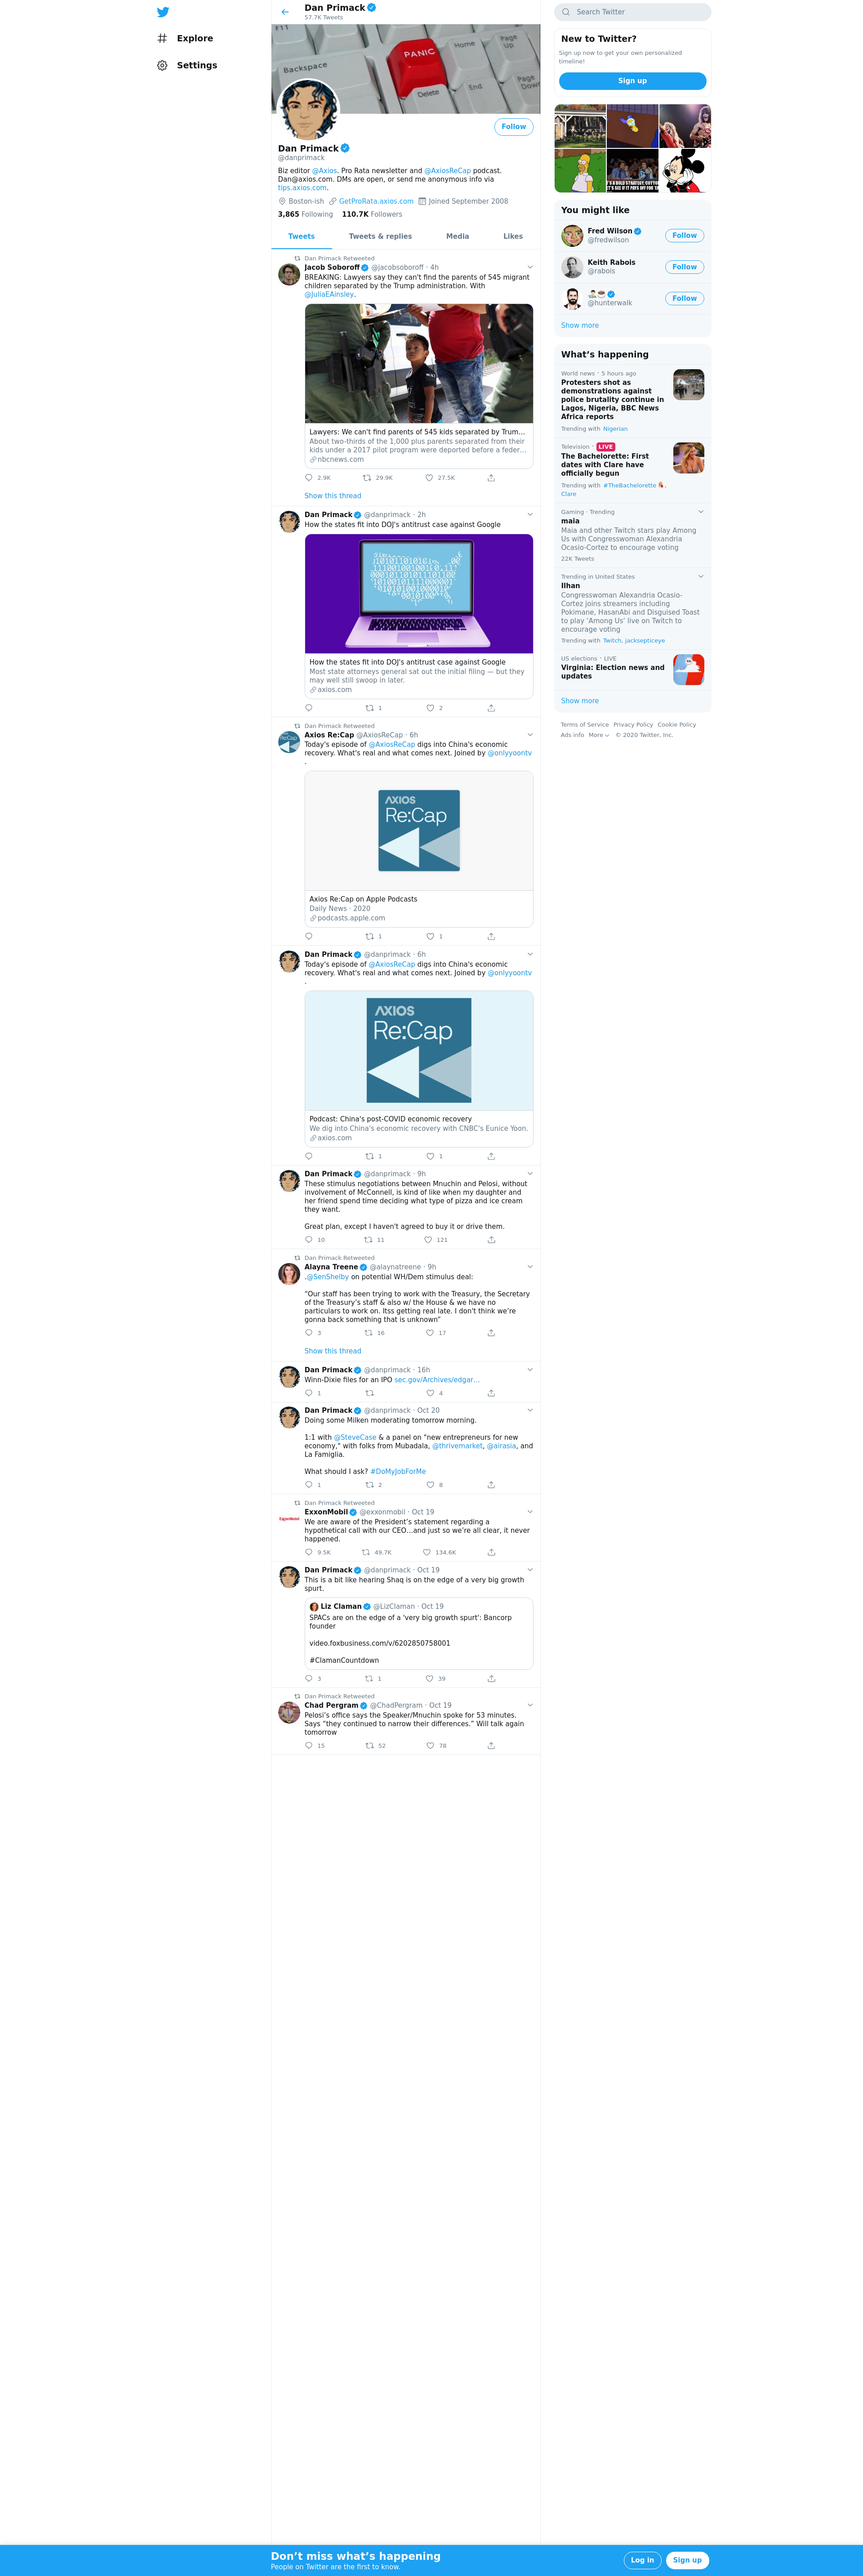 Explore
Settings
Dan Primack
57.7K Tweets
Backspace
PANIC
Home
Page
Up
Delete
End
Page
Down
Follow
Dan Primack
@danprimack
Biz editor @Axios. Pro Rata newsletter and @AxiosReCap podcast.
Dan@axios.com. DMs are open, or send me anonymous info via
tips.axios.com.
Boston-ish GetProRata.axios.com Joined September 2008
3,865 Following 110.7K Followers
Tweets Tweets & replies Media Likes
Dan Primack Retweeted
Jacob Soboroff @jacobsoboroff · 4h
BREAKING: Lawyers say they can't find the parents of 545 migrant
children separated by the Trump administration. With
@JuliaEAinsley.
Lawyers: We can't find parents of 545 kids separated by Trum…
About two-thirds of the 1,000 plus parents separated from their
kids under a 2017 pilot program were deported before a feder…
nbcnews.com
2.9K 29.9K 27.5K
Show this thread
Dan Primack @danprimack · 2h
How the states fit into DOJ's antitrust case against Google
How the states fit into DOJ's antitrust case against Google
Most state attorneys general sat out the initial filing — but they
may well still swoop in later.
axios.com
1 2
Dan Primack Retweeted
Axios Re:Cap @AxiosReCap · 6h
Today's episode of @AxiosReCap digs into China's economic
recovery. What's real and what comes next. Joined by @onlyyoontv
.
AXIOS
Re:Cap
Axios Re:Cap on Apple Podcasts
Daily News · 2020
podcasts.apple.com
1 1
Dan Primack @danprimack · 6h
Today's episode of @AxiosReCap digs into China's economic
recovery. What's real and what comes next. Joined by @onlyyoontv
.
AXIOS
Re:Cap
Podcast: China's post-COVID economic recovery
We dig into China's economic recovery with CNBC's Eunice Yoon.
axios.com
1 1
Dan Primack @danprimack · 9h
These stimulus negotiations between Mnuchin and Pelosi, without
involvement of McConnell, is kind of like when my daughter and
her friend spend time deciding what type of pizza and ice cream
they want.
Great plan, except I haven't agreed to buy it or drive them.
10 11 121
Dan Primack Retweeted
Alayna Treene @alaynatreene · 9h
.@SenShelby on potential WH/Dem stimulus deal:
“Our staff has been trying to work with the Treasury, the Secretary
of the Treasury’s staff & also w/ the House & we have no
particulars to work on. Itss getting real late. I don't think we’re
gonna back something that is unknown”
3 16 17
Show this thread
Dan Primack @danprimack · 16h
Winn-Dixie files for an IPO sec.gov/Archives/edgar…
1 4
Dan Primack @danprimack · Oct 20
Doing some Milken moderating tomorrow morning.
1:1 with @SteveCase & a panel on "new entrepreneurs for new
economy," with folks from Mubadala, @thrivemarket, @airasia, and
La Famiglia.
What should I ask? #DoMyJobForMe
1 2 8
Dan Primack Retweeted
ExxonMobil
ExxonMobil @exxonmobil · Oct 19
We are aware of the President’s statement regarding a
hypothetical call with our CEO…and just so we’re all clear, it never
happened.
9.5K 49.7K 134.6K
Dan Primack @danprimack · Oct 19
This is a bit like hearing Shaq is on the edge of a very big growth
spurt.
Liz Claman @LizClaman · Oct 19
SPACs are on the edge of a 'very big growth spurt': Bancorp
founder
video.foxbusiness.com/v/6202850758001
#ClamanCountdown
3 1 39
Dan Primack Retweeted
Chad Pergram @ChadPergram · Oct 19
Pelosi’s office says the Speaker/Mnuchin spoke for 53 minutes.
Says “they continued to narrow their differences.” Will talk again
tomorrow
15 52 78
Search Twitter
New to Twitter?
Sign up now to get your own personalized
timeline!
Sign up
You might like
Fred Wilson
@fredwilson
Follow
Keith Rabois
@rabois
Follow
@hunterwalk
Follow
Show more
What’s happening
World news · 5 hours ago
Protesters shot as
demonstrations against
police brutality continue in
Lagos, Nigeria, BBC News
Africa reports
Trending with Nigerian
Television · LIVE
The Bachelorette: First
dates with Clare have
officially begun
Trending with #TheBachelorette,
Clare
Gaming · Trending
maia
Maia and other Twitch stars play Among
Us with Congresswoman Alexandria
Ocasio-Cortez to encourage voting
22K Tweets
Trending in United States
Ilhan
Congresswoman Alexandria Ocasio-
Cortez joins streamers including
Pokimane, HasanAbi and Disguised Toast
to play ‘Among Us’ live on Twitch to
encourage voting
Trending with Twitch, jacksepticeye
US elections · LIVE
Virginia: Election news and
updates
Show more
Terms of Service Privacy Policy Cookie Policy
Ads info More © 2020 Twitter, Inc.
Don’t miss what’s happening
People on Twitter are the first to know.
Log in Sign up